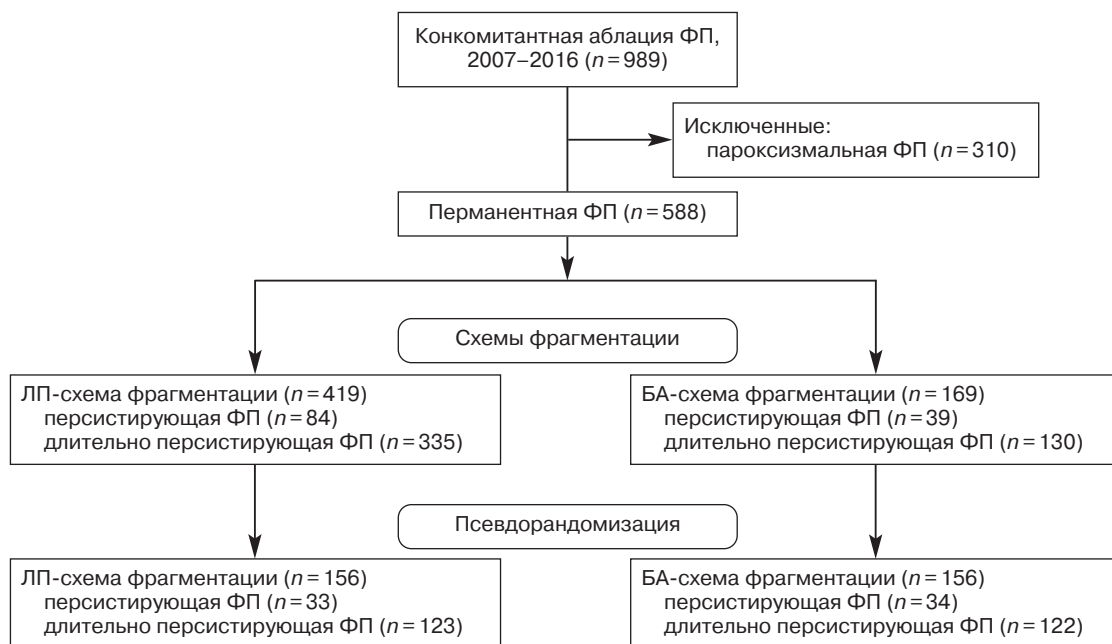 Конкомитантная аблация ФП,
2007–2016 (n=989)
Исключенные:
пароксизмальная ФП (n=310)
Перманентная ФП (n=588)
Схемы фрагментации
ЛП-схема фрагментации (n=419)
персистирующая ФП (n=84)
длительно персистирующая ФП (n=335)
БА-схема фрагментации (n=169)
персистирующая ФП (n=39)
длительно персистирующая ФП (n=130)
Псевдорандомизация
ЛП-схема фрагментации (n=156)
персистирующая ФП (n=33)
длительно персистирующая ФП (n=123)
БА-схема фрагментации (n=156)
персистирующая ФП (n=34)
длительно персистирующая ФП (n=122)